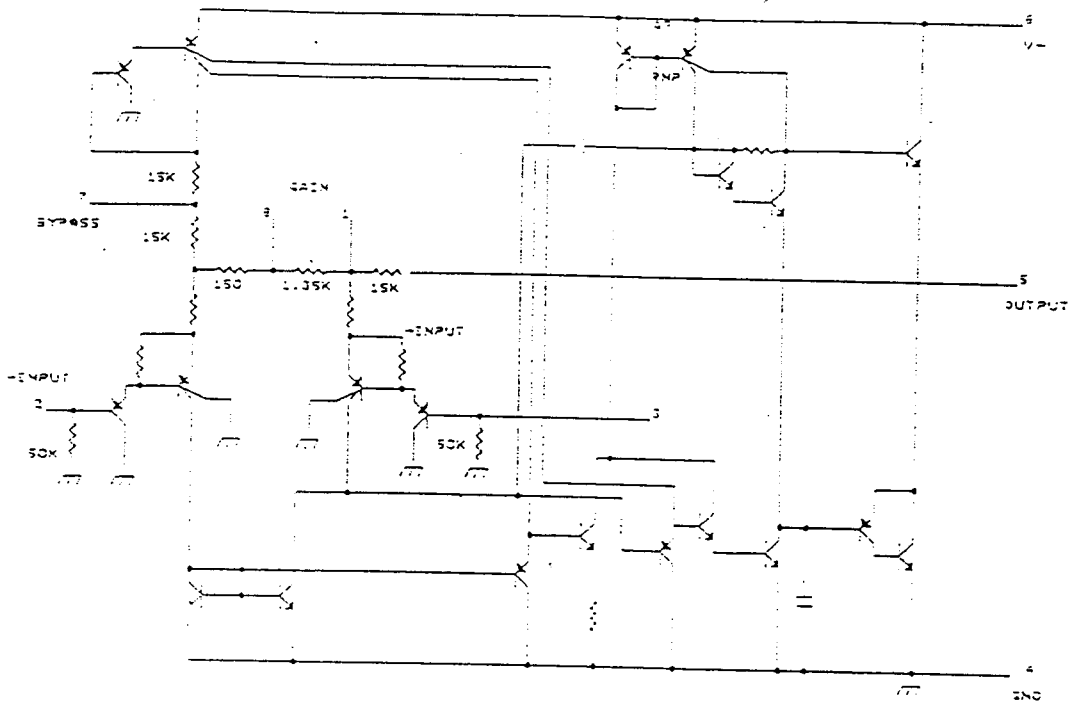 6
V-
PNP
15K
GAIN
7
BYPASS
8
1
15K
150
1.35K
15K
5
OUTPUT
-INPUT
-INPUT
2
3
50K
50K
4
GND